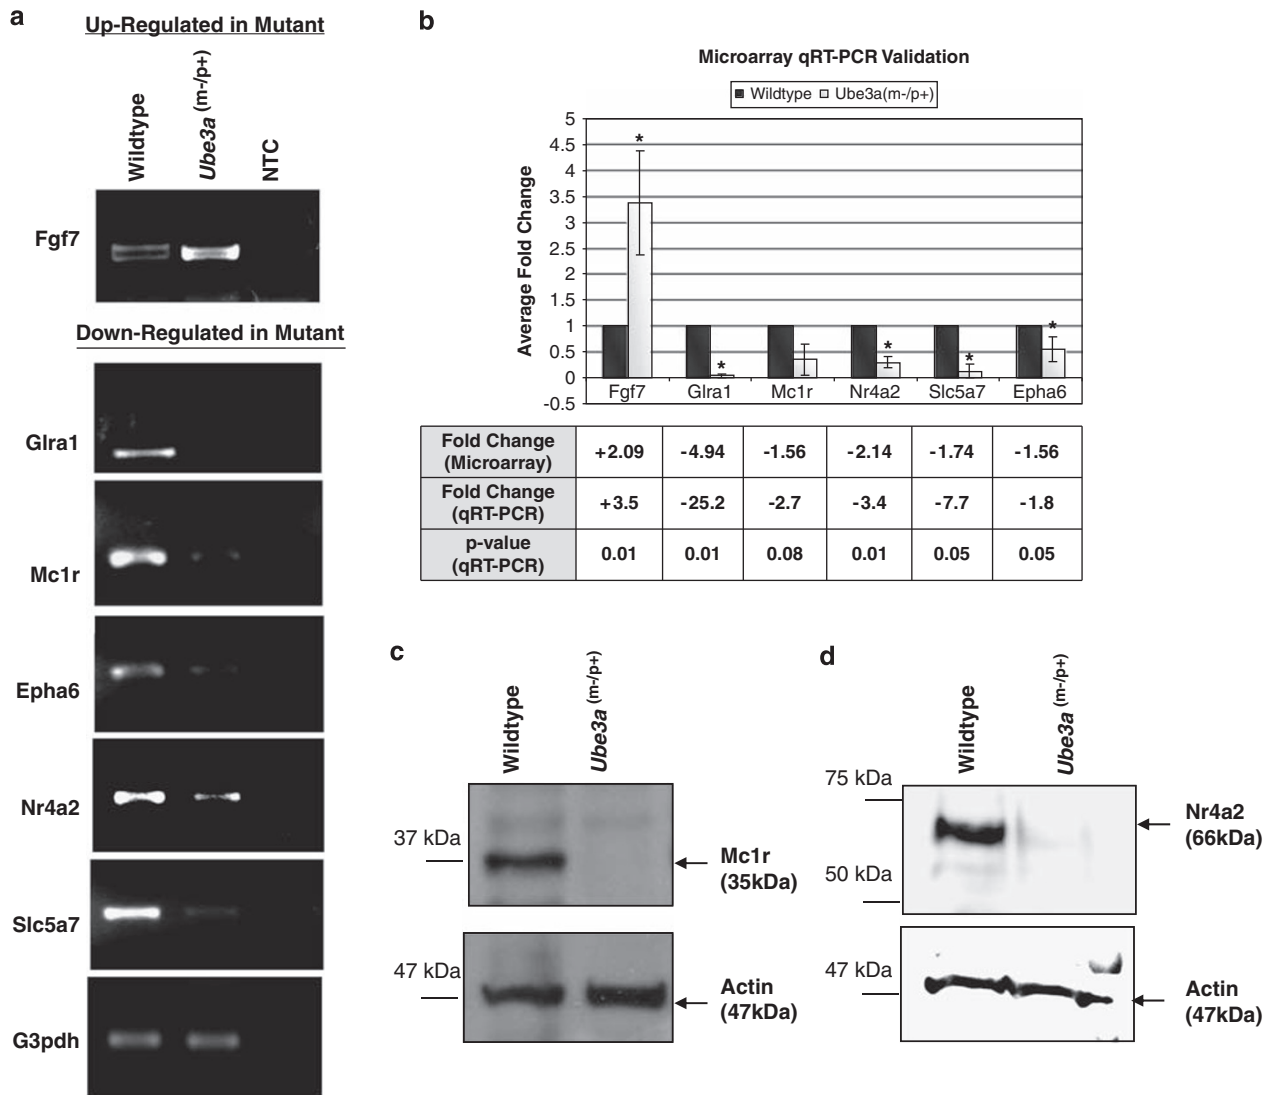 a
Up-Regulated in Mutant
Wildtype
Ube3a (m-/p+)
NTC
Fgf7
Down-Regulated in Mutant
Glra1
Mc1r
Epha6
Nr4a2
Slc5a7
G3pdh
b
Microarray qRT-PCR Validation
Wildtype Ube3a(m-/p+)
Average Fold Change
5
4.5
4
3.5
3
2.5
2
1.5
1
0.5
0
-0.5
*
*
*
*
*
Fgf7 Glra1 Mc1r Nr4a2 Slc5a7 Epha6
Fold Change
(Microarray)
+2.09 -4.94 -1.56 -2.14 -1.74 -1.56
Fold Change
(qRT-PCR)
+3.5 -25.2 -2.7 -3.4 -7.7 -1.8
p-value
(qRT-PCR)
0.01 0.01 0.08 0.01 0.05 0.05
c
Wildtype
Ube3a (m-/p+)
37 kDa
Mc1r
(35kDa)
47 kDa
Actin
(47kDa)
d
Wildtype
Ube3a (m-/p+)
75 kDa
Nr4a2
(66kDa)
50 kDa
47 kDa
Actin
(47kDa)